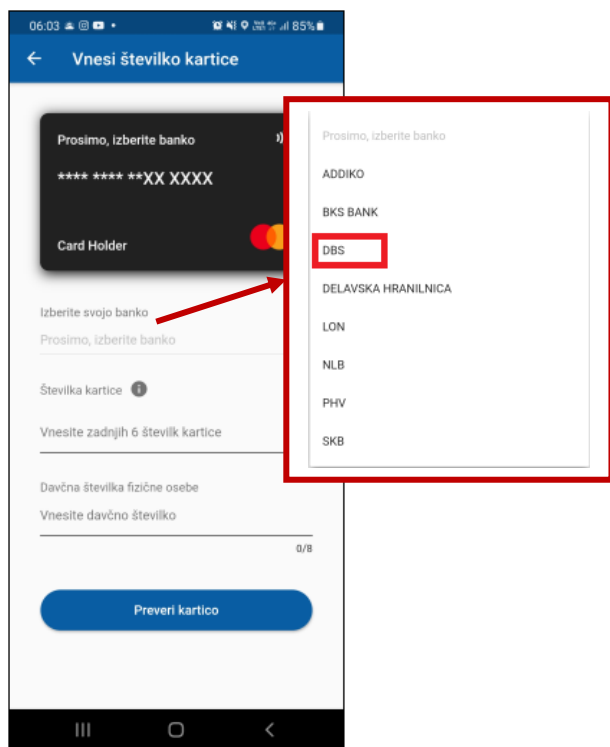 06:03
85%
Vnesi številko kartice
Prosimo, izberite banko
**** **** **XX XXXX
Card Holder
Izberite svojo banko
Prosimo, izberite banko
Številka kartice
Vnesite zadnjih 6 številk kartice
Davčna številka fizične osebe
Vnesite davčno številko
0/8
Preveri kartico
Prosimo, izberite banko
ADDIKO
BKS BANK
DBS
DELAVSKA HRANILNICA
LON
NLB
PHV
SKB